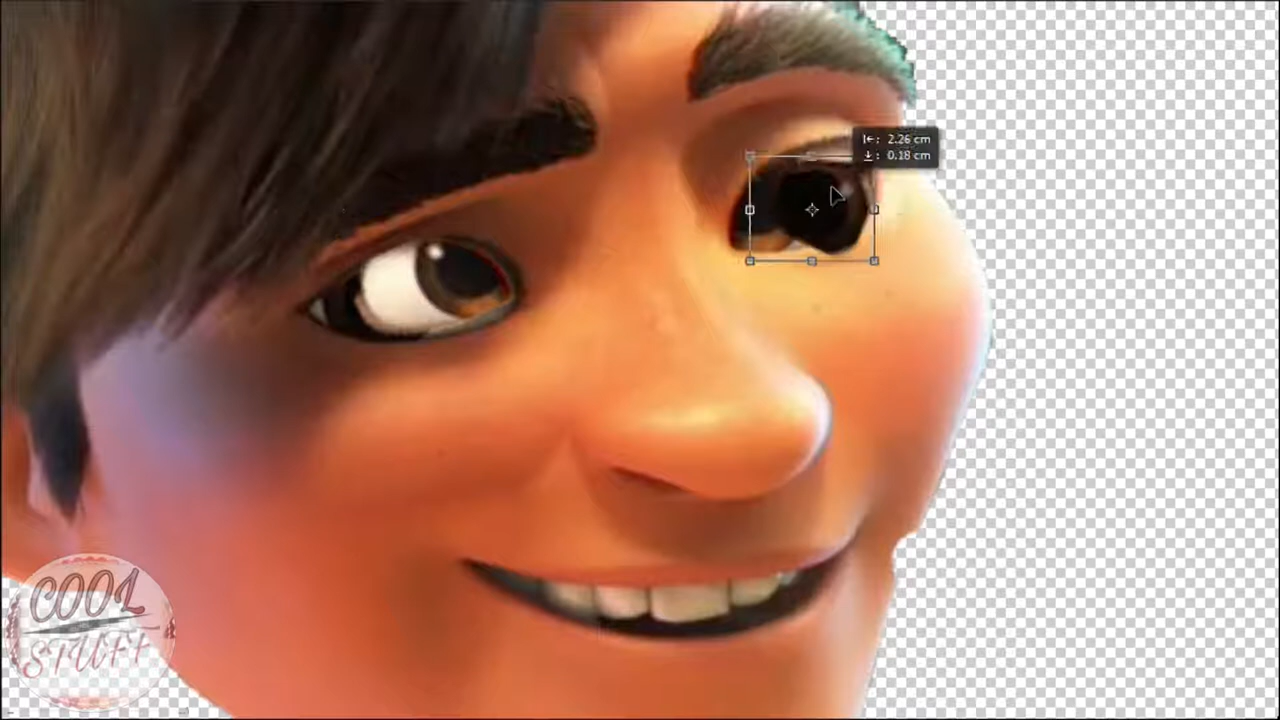 →: 2.26 cm
↓: 0.18 cm
COOL
STUFF